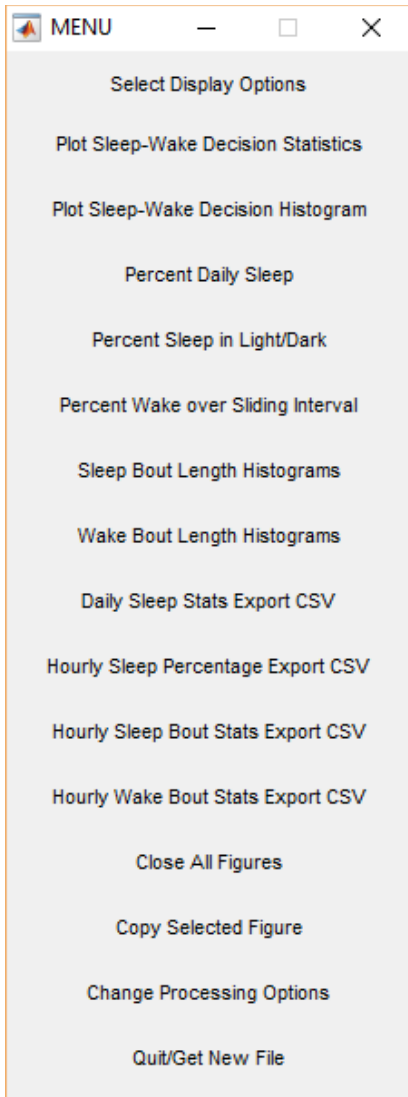 MENU
Select Display Options
Plot Sleep-Wake Decision Statistics
Plot Sleep-Wake Decision Histogram
Percent Daily Sleep
Percent Sleep in Light/Dark
Percent Wake over Sliding Interval
Sleep Bout Length Histograms
Wake Bout Length Histograms
Daily Sleep Stats Export CSV
Hourly Sleep Percentage Export CSV
Hourly Sleep Bout Stats Export CSV
Hourly Wake Bout Stats Export CSV
Close All Figures
Copy Selected Figure
Change Processing Options
Quit/Get New File